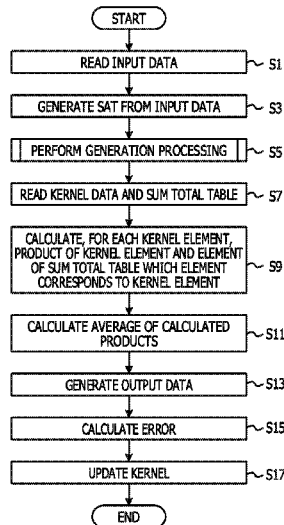 START
READ INPUT DATA
S1
GENERATE SAT FROM INPUT DATA
S3
PERFORM GENERATION PROCESSING
S5
READ KERNEL DATA AND SUM TOTAL TABLE
S7
CALCULATE, FOR EACH KERNEL ELEMENT,
PRODUCT OF KERNEL ELEMENT AND ELEMENT
OF SUM TOTAL TABLE WHICH ELEMENT
CORRESPONDS TO KERNEL ELEMENT
S9
CALCULATE AVERAGE OF CALCULATED
PRODUCTS
S11
GENERATE OUTPUT DATA
S13
CALCULATE ERROR
S15
UPDATE KERNEL
S17
END